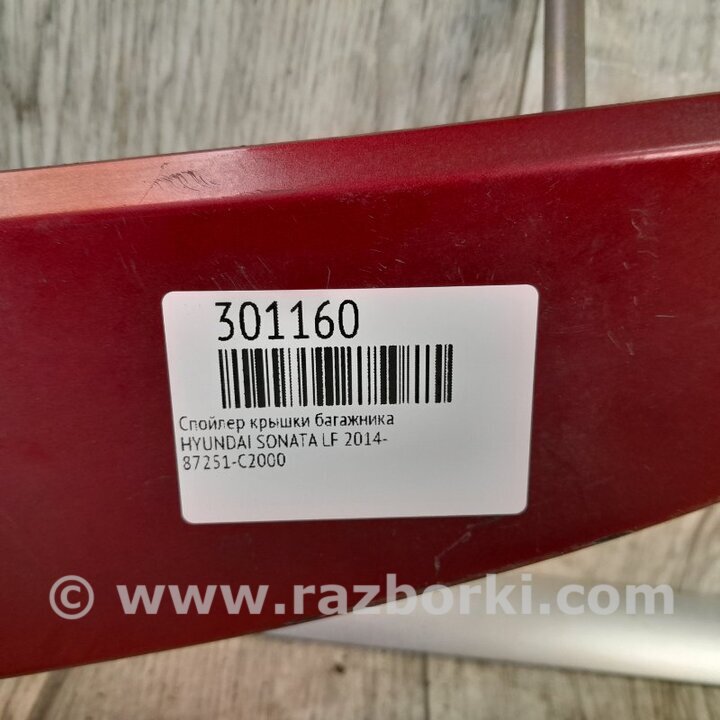 301160
Спойлер крышки багажника
HYUNDAI SONATA LF 2014-
87251-C2000
© www.razborki.com